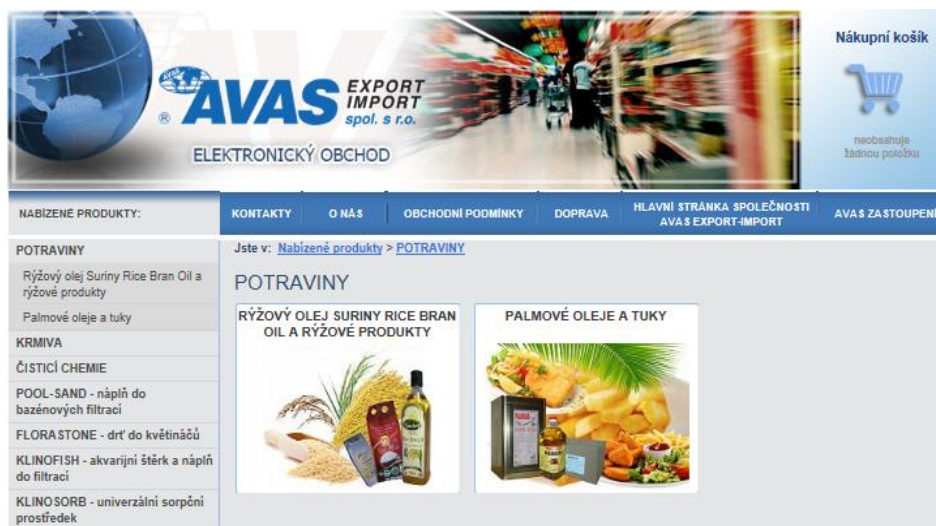 Nákupní košík
AVAS
EXPORT
IMPORT
spol. s r.o.
®
ELEKTRONICKÝ OBCHOD
neobsahuje
žádnou položku
NABÍZENÉ PRODUKTY:
KONTAKTY
O NÁS
OBCHODNÍ PODMÍNKY
DOPRAVA
HLAVNÍ STRÁNKA SPOLEČNOSTI
AVAS EXPORT-IMPORT
AVAS ZASTOUPENÍ
POTRAVINY
Rýžový olej Suriny Rice Bran Oil a
rýžové produkty
Palmové oleje a tuky
KRMIVA
ČISTICÍ CHEMIE
POOL-SAND - náplň do
bazénových filtrací
FLORASTONE - drť do květináčů
KLINOFISH - akvarijní štěrk a náplň
do filtrací
KLINOSORB - univerzální sorpční
prostředek
Jste v: Nabízené produkty > POTRAVINY
POTRAVINY
RÝŽOVÝ OLEJ SURINY RICE BRAN
OIL A RÝŽOVÉ PRODUKTY
PALMOVÉ OLEJE A TUKY